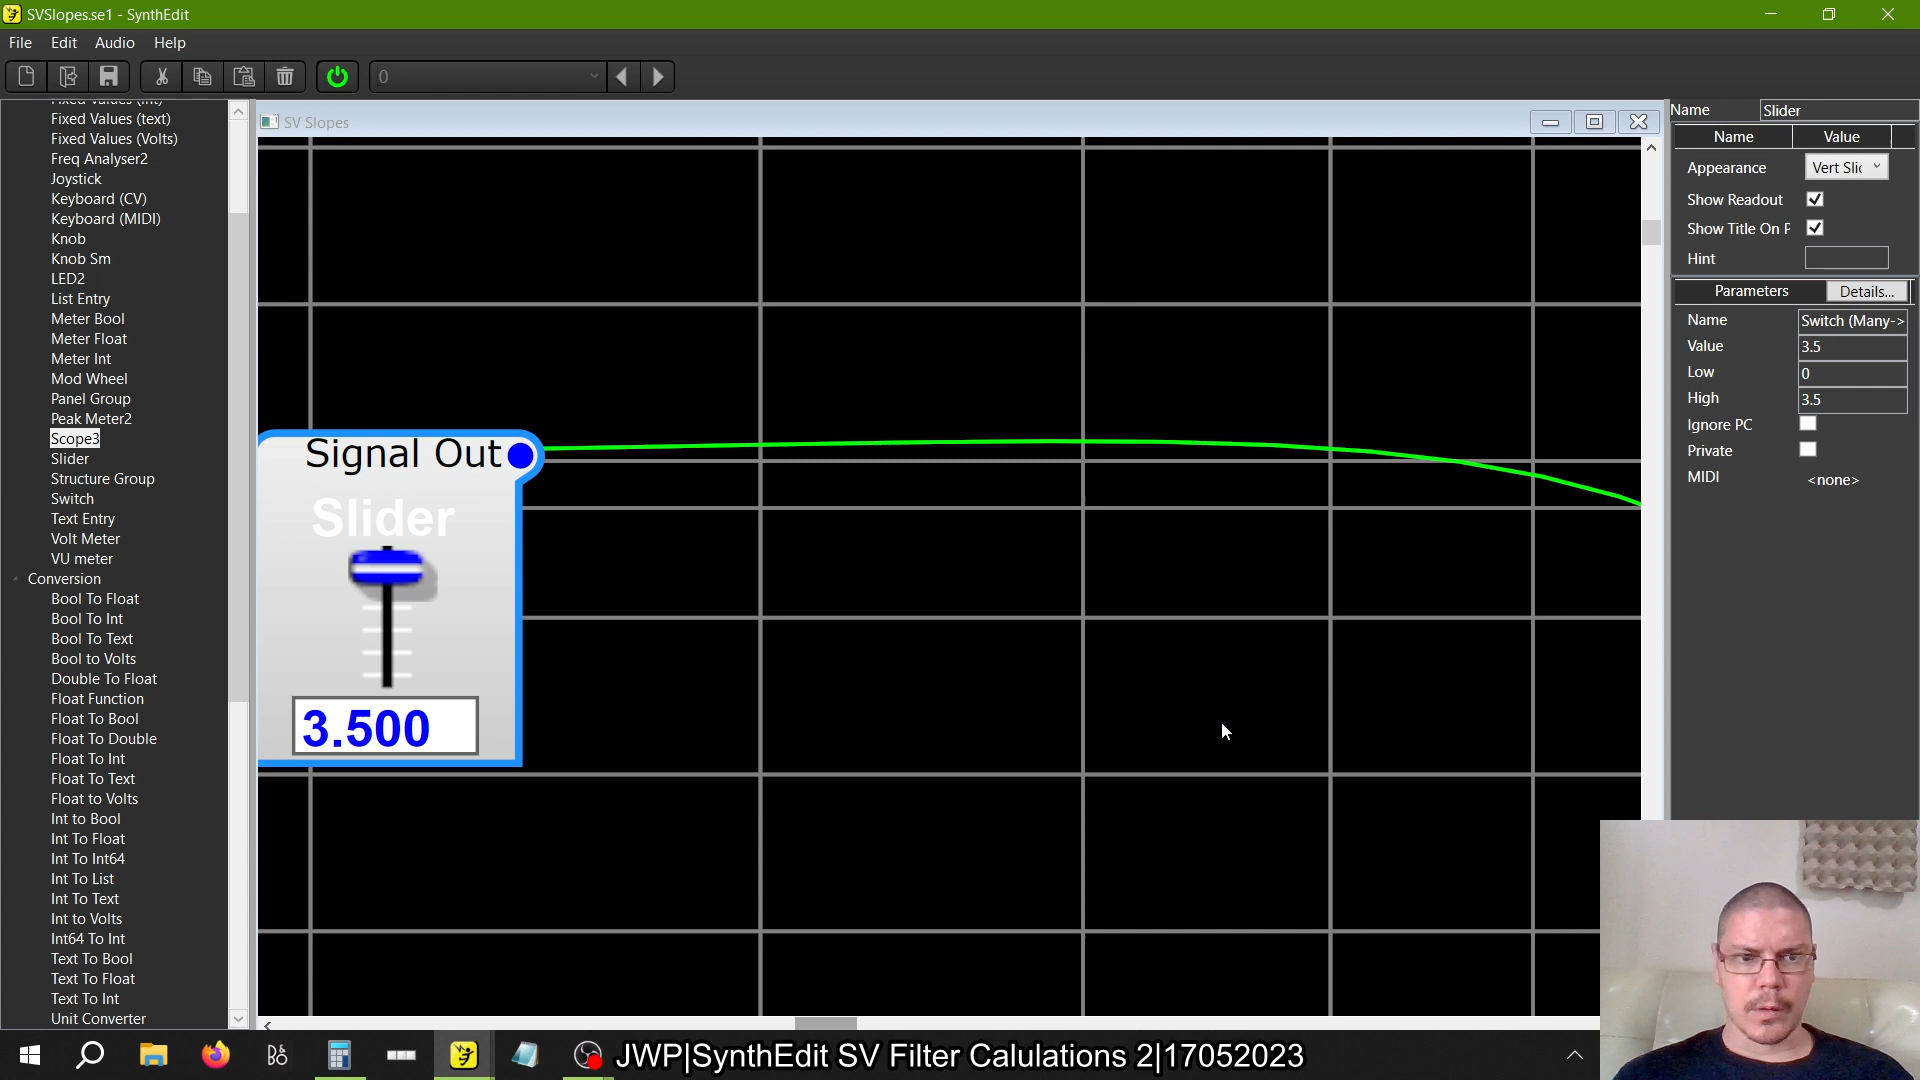 SVSlopes.se1 - SynthEdit
File Edit Audio Help
0
Fixed Values (int)
Fixed Values (text)
Fixed Values (Volts)
Freq Analyser2
Joystick
Keyboard (CV)
Keyboard (MIDI)
Knob
Knob Sm
LED2
List Entry
Meter Bool
Meter Float
Meter Int
Mod Wheel
Panel Group
Peak Meter2
Scope3
Slider
Structure Group
Switch
Text Entry
Volt Meter
VU meter
Conversion
Bool To Float
Bool To Int
Bool To Text
Bool to Volts
Double To Float
Float Function
Float To Bool
Float To Double
Float To Int
Float To Text
Float to Volts
Int to Bool
Int To Float
Int To Int64
Int To List
Int To Text
Int to Volts
Int64 To Int
Text To Bool
Text To Float
Text To Int
Unit Converter
SV Slopes
Signal Out
Slider
3.500
Name Slider
Name Value
Appearance Vert Slic
Show Readout
Show Title On P
Hint
Parameters Details...
Name Switch (Many->
Value 3.5
Low 0
High 3.5
Ignore PC
Private
MIDI <none>
JWP|SynthEdit SV Filter Calulations 2|17052023